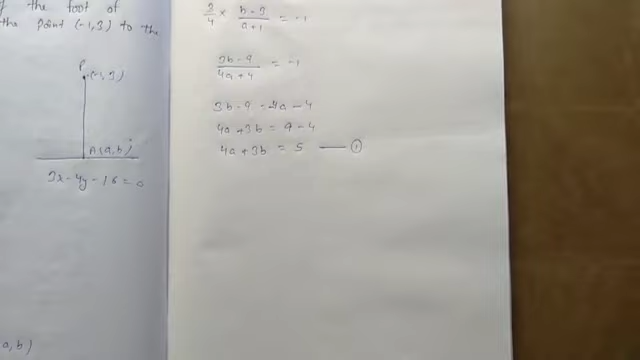 the foot of
the point (-1,3) to the
P
(-1,3)
A(a,b)
3x-4y-16=0
a,b)
3/4 × b-3/a+1 = -1
3b-9/4a+4 = -1
3b-9 = -4a-4
4a+3b = 9-4
4a+3b = 5 —— ①